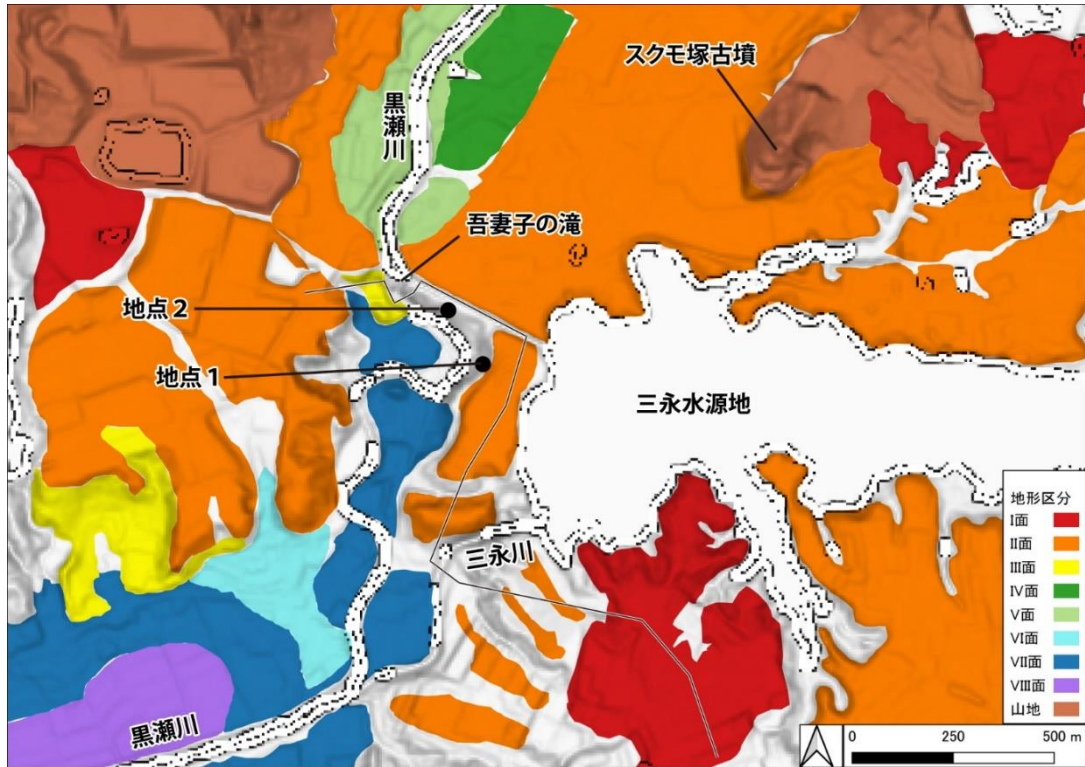 スクモ塚古墳
黒瀬川
吾妻子の滝
地点2
地点1
三永水源地
三永川
黒瀬川
地形区分
I面
II面
III面
IV面
V面
VI面
VII面
VIII面
山地
0 250 500 m